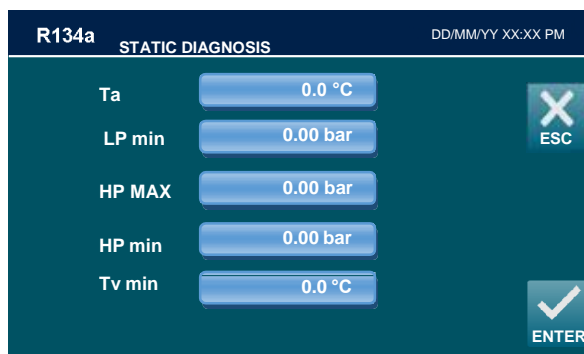 R134a STATIC DIAGNOSIS DD/MM/YY XX:XX PM
Ta 0.0 °C
ESC
LP min 0.00 bar
HP MAX 0.00 bar
HP min 0.00 bar
Tv min 0.0 °C
ENTER